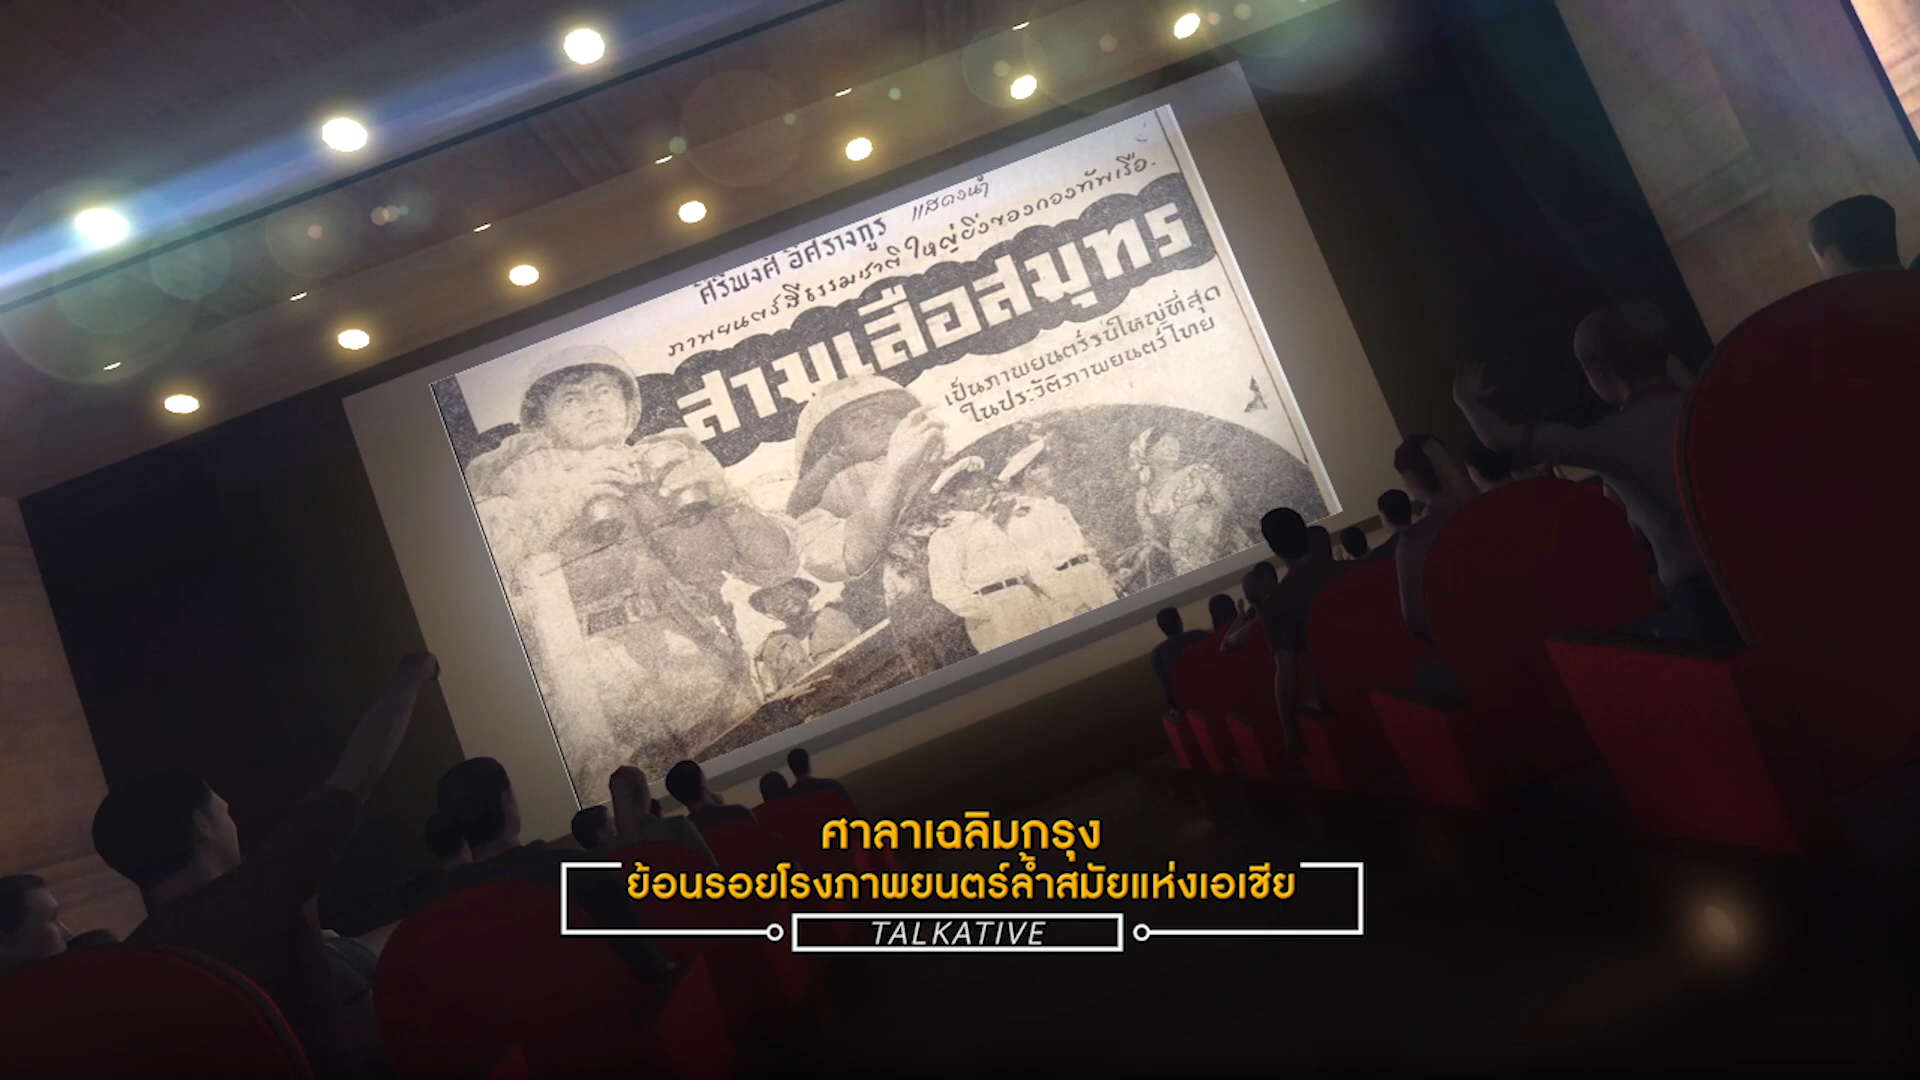 ศิริพงศ์ อิศรางกูร แสดงนำ
ภาพยนตร์สีธรรมชาติใหญ่ยิ่งของกองทัพเรือ.
สามเสือสมุทร
เป็นภาพยนตร์รบใหญ่ที่สุด
ในประวัติภาพยนตร์ไทย
ศาลาเฉลิมกรุง
ย้อนรอยโรงภาพยนตร์ล้ำสมัยแห่งเอเชีย
TALKATIVE